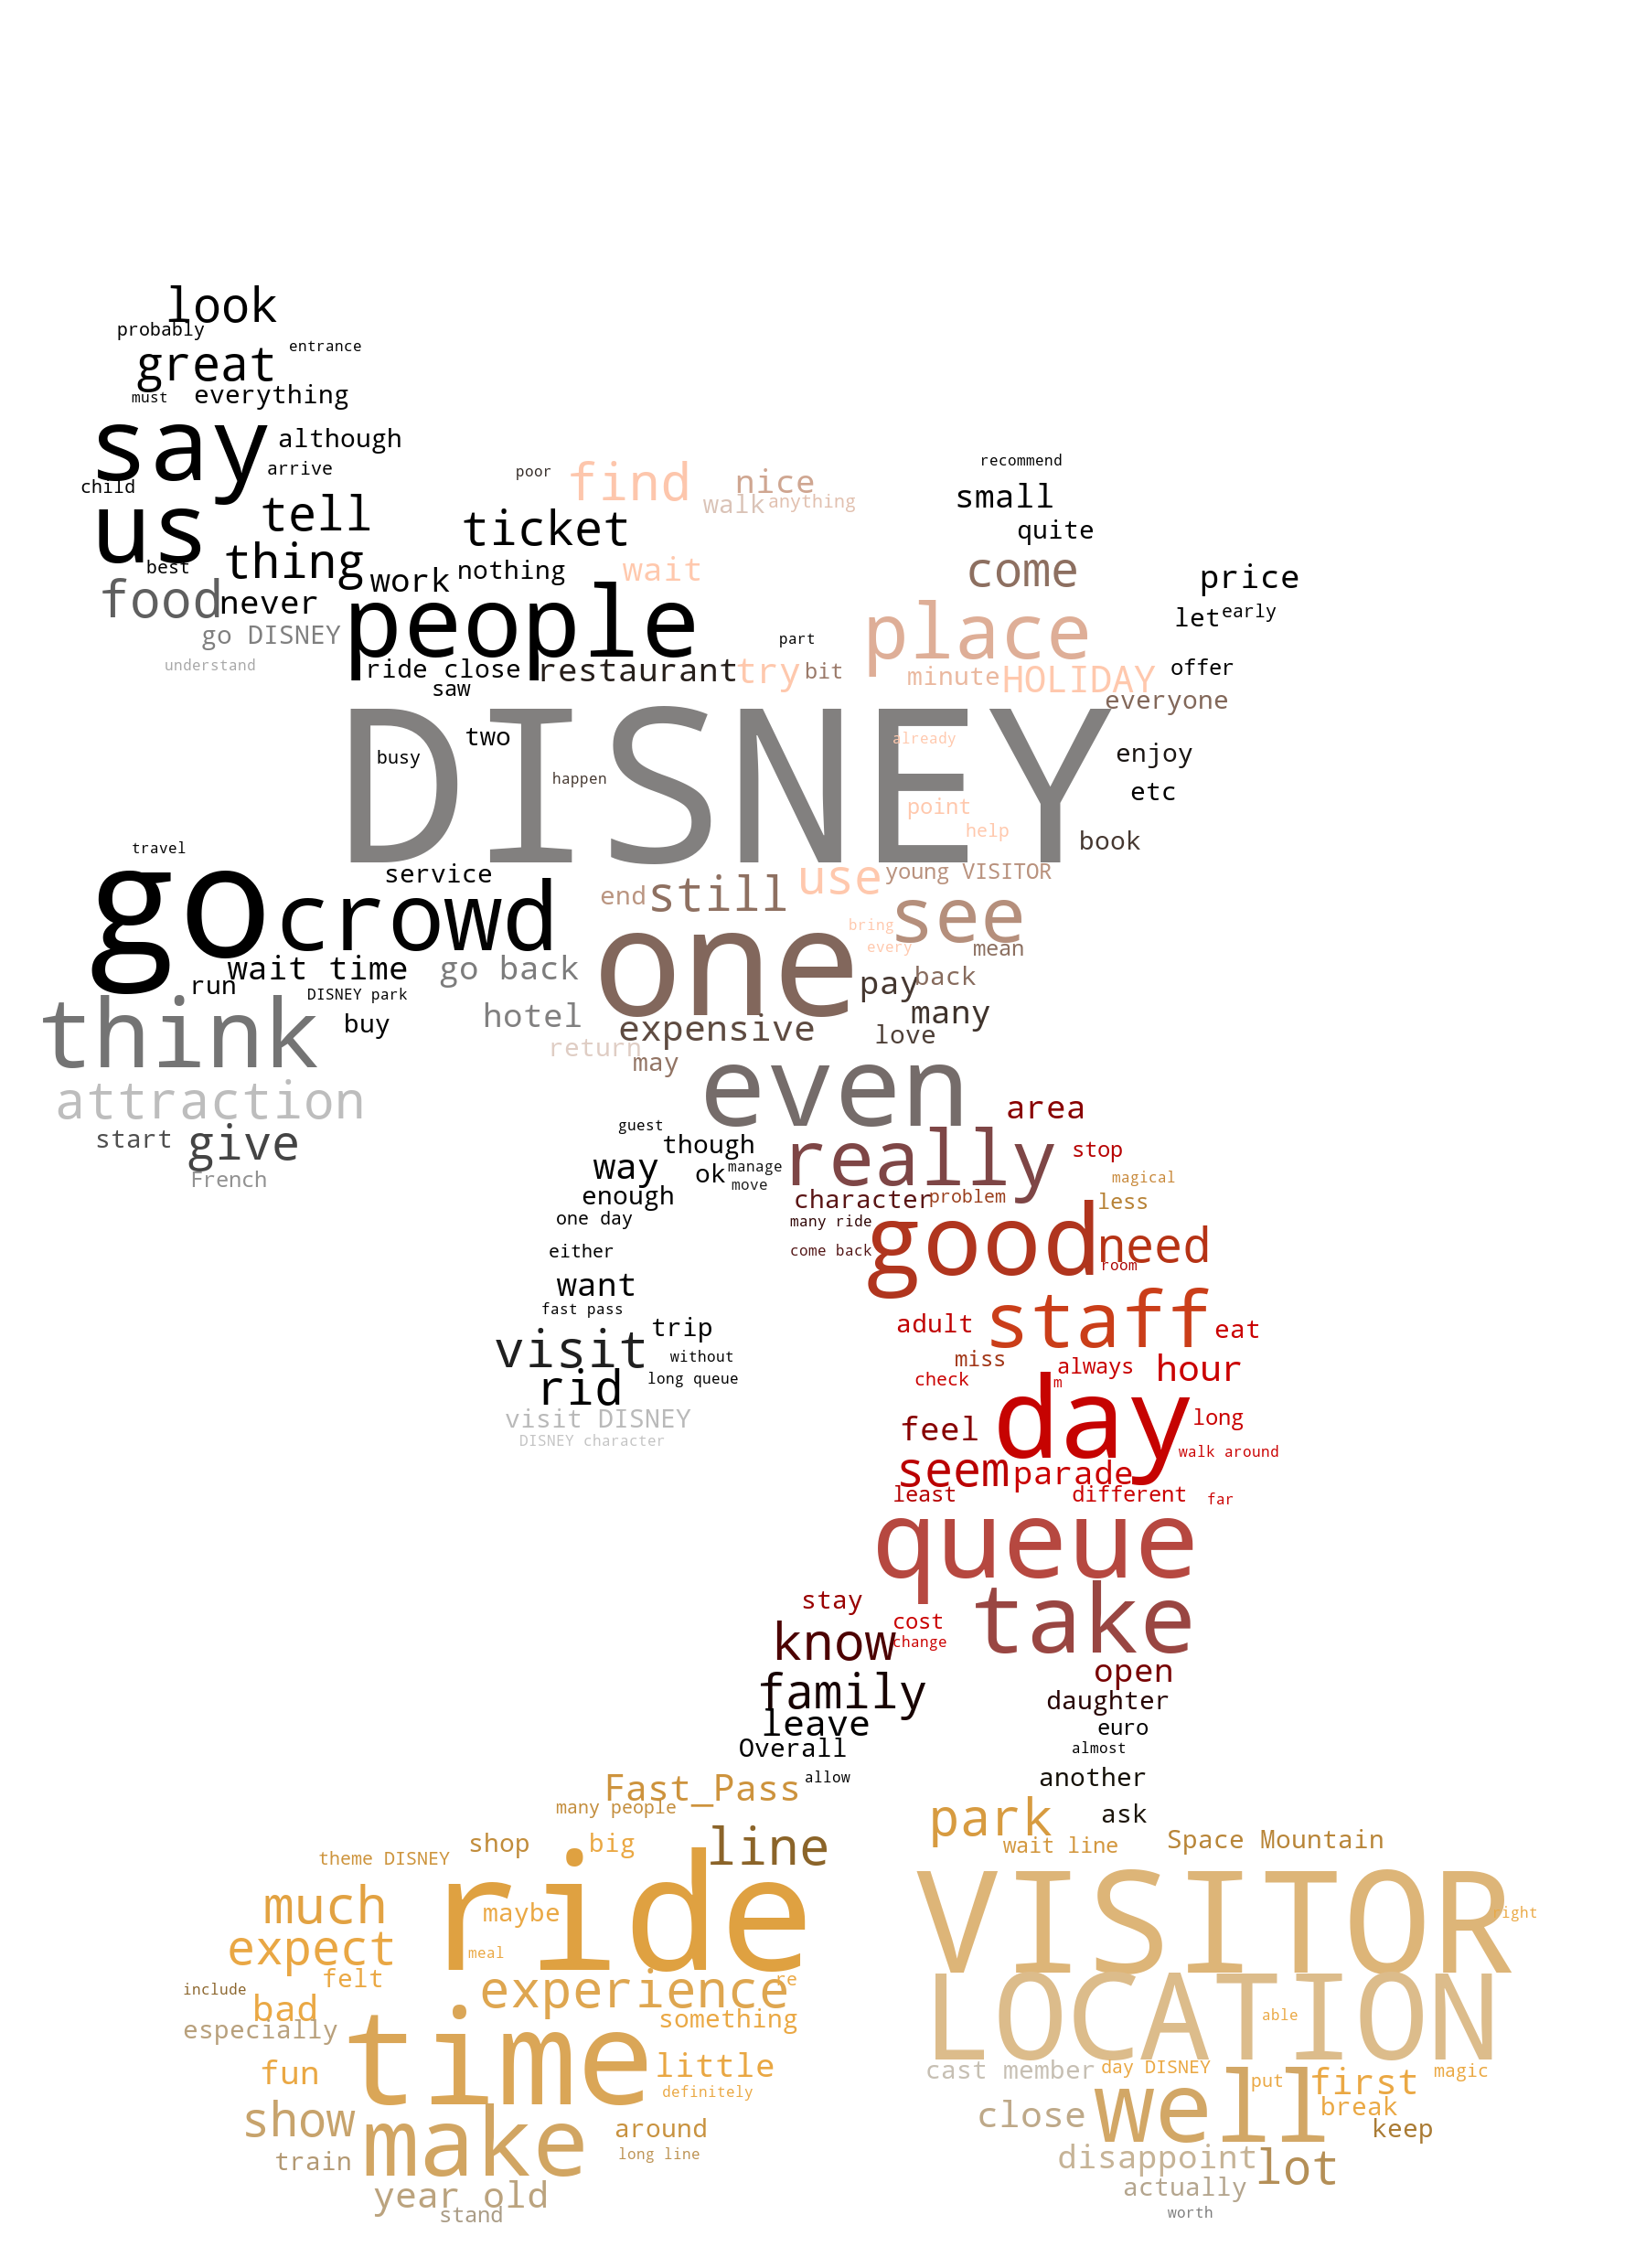 look
probably
great entrance
must everything
say although
arrive
child
us tell
thing
best
food never
go DISNEY
understand
poor find nice
walk anything
ticket
work nothing wait
people
part
ride close restaurant try bit
saw
recommend
small
quite
come price
let early
place
minute HOLIDAY offer
everyone
DISNEY
two
busy
happen
already
enjoy
point
etc
help
book
travel
go crowd
service
end still use young VISITOR
one see
bring
every mean
wait time go back
run DISNEY park
pay back
think buy hotel
expensive many
love
return
may
attraction even
start give
French
area
guest
though really stop
way ok manage
move magical
enough character problem less
one day many ride
good need
either come back
room
want
fast pass
staff
trip adult eat
visit without miss always hour
rid long queue check m
day
visit DISNEY feel long
DISNEY character
walk around
seem parade
least different far
queue
stay take
know cost
change
open
family daughter
leave euro
Overall almost
allow another
Fast_Pass
many people park ask
shop big line wait line Space Mountain
theme DISNEY
ride VISITOR
much maybe ight
expect meal
felt experience re
include LOCATION
bad something able
especially time
fun little cast member day DISNEY magic
definitely well put first
show make around close break
keep
train long line disappoint lot
year old actually
stand worth